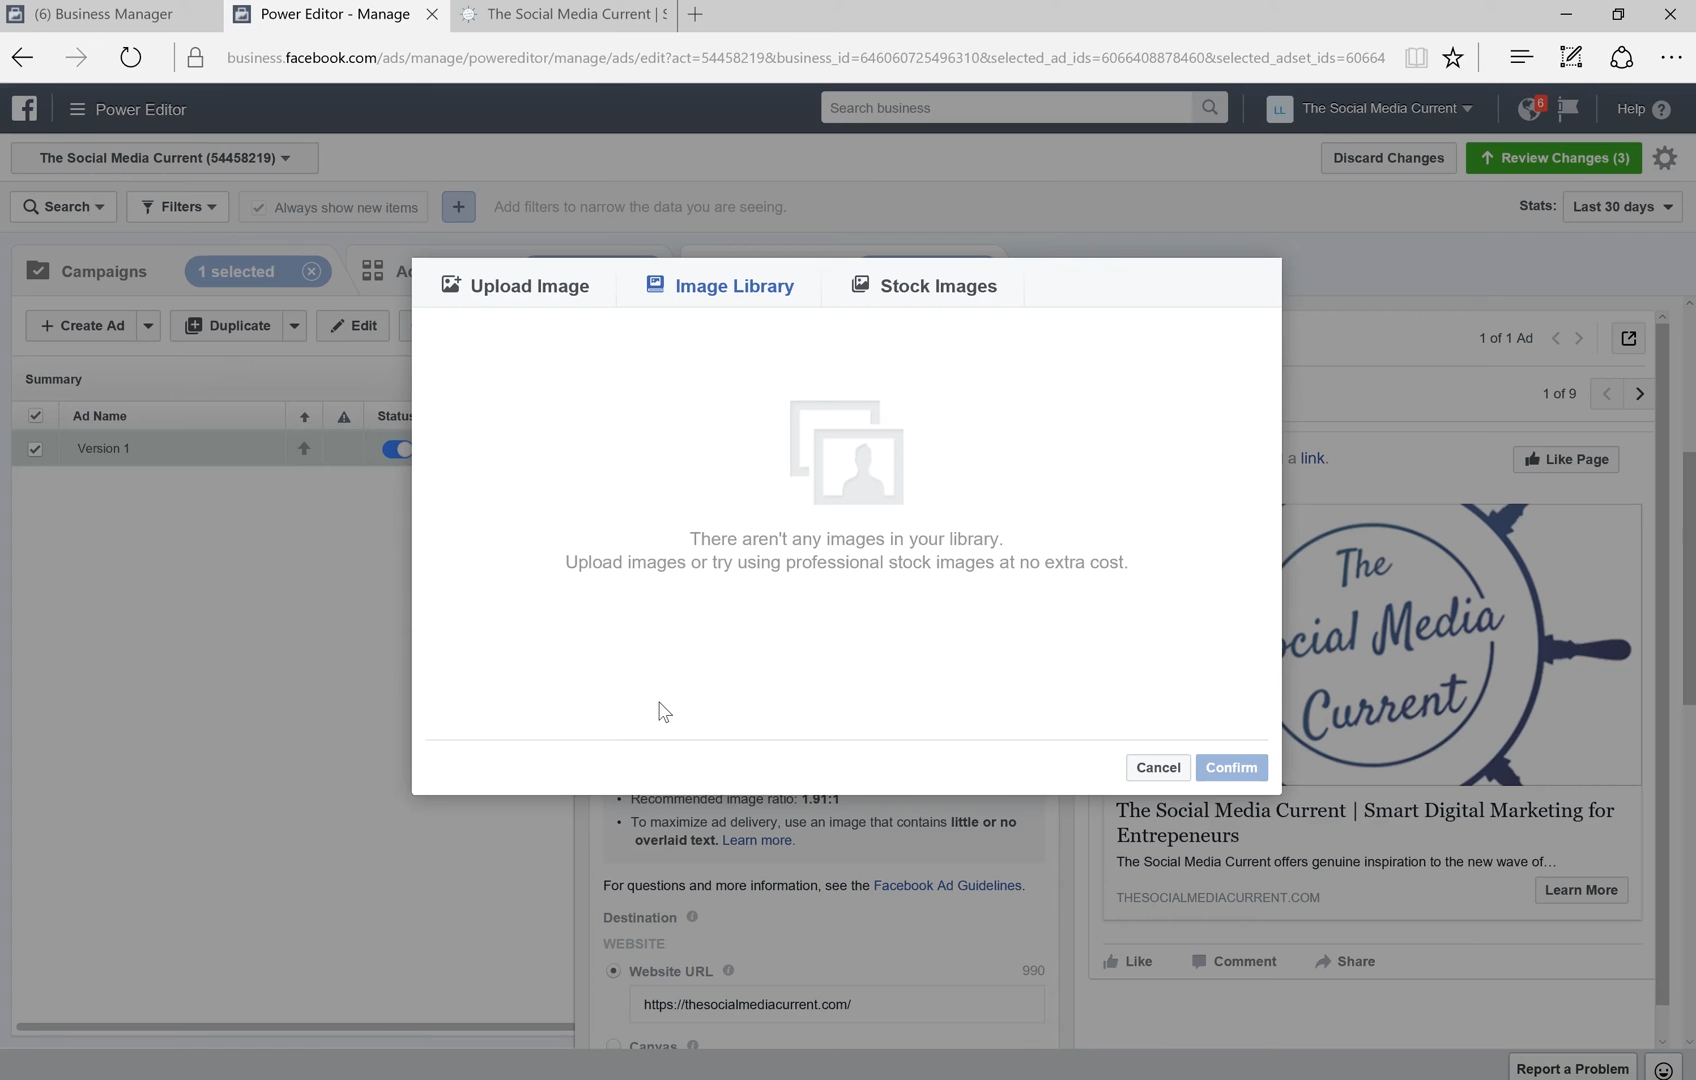 (6) Business Manager
Power Editor - Manage
The Social Media Current |
business.facebook.com/ads/manage/powereditor/manage/ads/edit?act=54458219&business_id=646060725496310&selected_ad_ids=6066408878460&selected_adset_ids=60664
Power Editor
Search business
LL
The Social Media Current
6
Help
The Social Media Current (54458219)
Discard Changes
Review Changes (3)
Search
Filters
Always show new items
Add filters to narrow the data you are seeing.
Stats:
Last 30 days
Campaigns
1 selected
Upload Image
Image Library
Stock Images
Create Ad
Duplicate
Edit
1 of 1 Ad
Summary
1 of 9
Ad Name
Status
Version 1
a link.
Like Page
There aren't any images in your library.
Upload images or try using professional stock images at no extra cost.
The
cial Media
Current
Cancel
Confirm
• Recommended image ratio: 1.91:1
• To maximize ad delivery, use an image that contains little or no
overlaid text. Learn more.
The Social Media Current | Smart Digital Marketing for
Entrepeneurs
The Social Media Current offers genuine inspiration to the new wave of...
For questions and more information, see the Facebook Ad Guidelines.
THESOCIALMEDIACURRENT.COM
Learn More
Destination
WEBSITE
Website URL
990
Like
Comment
Share
https://thesocialmediacurrent.com/
Canvas
Report a Problem